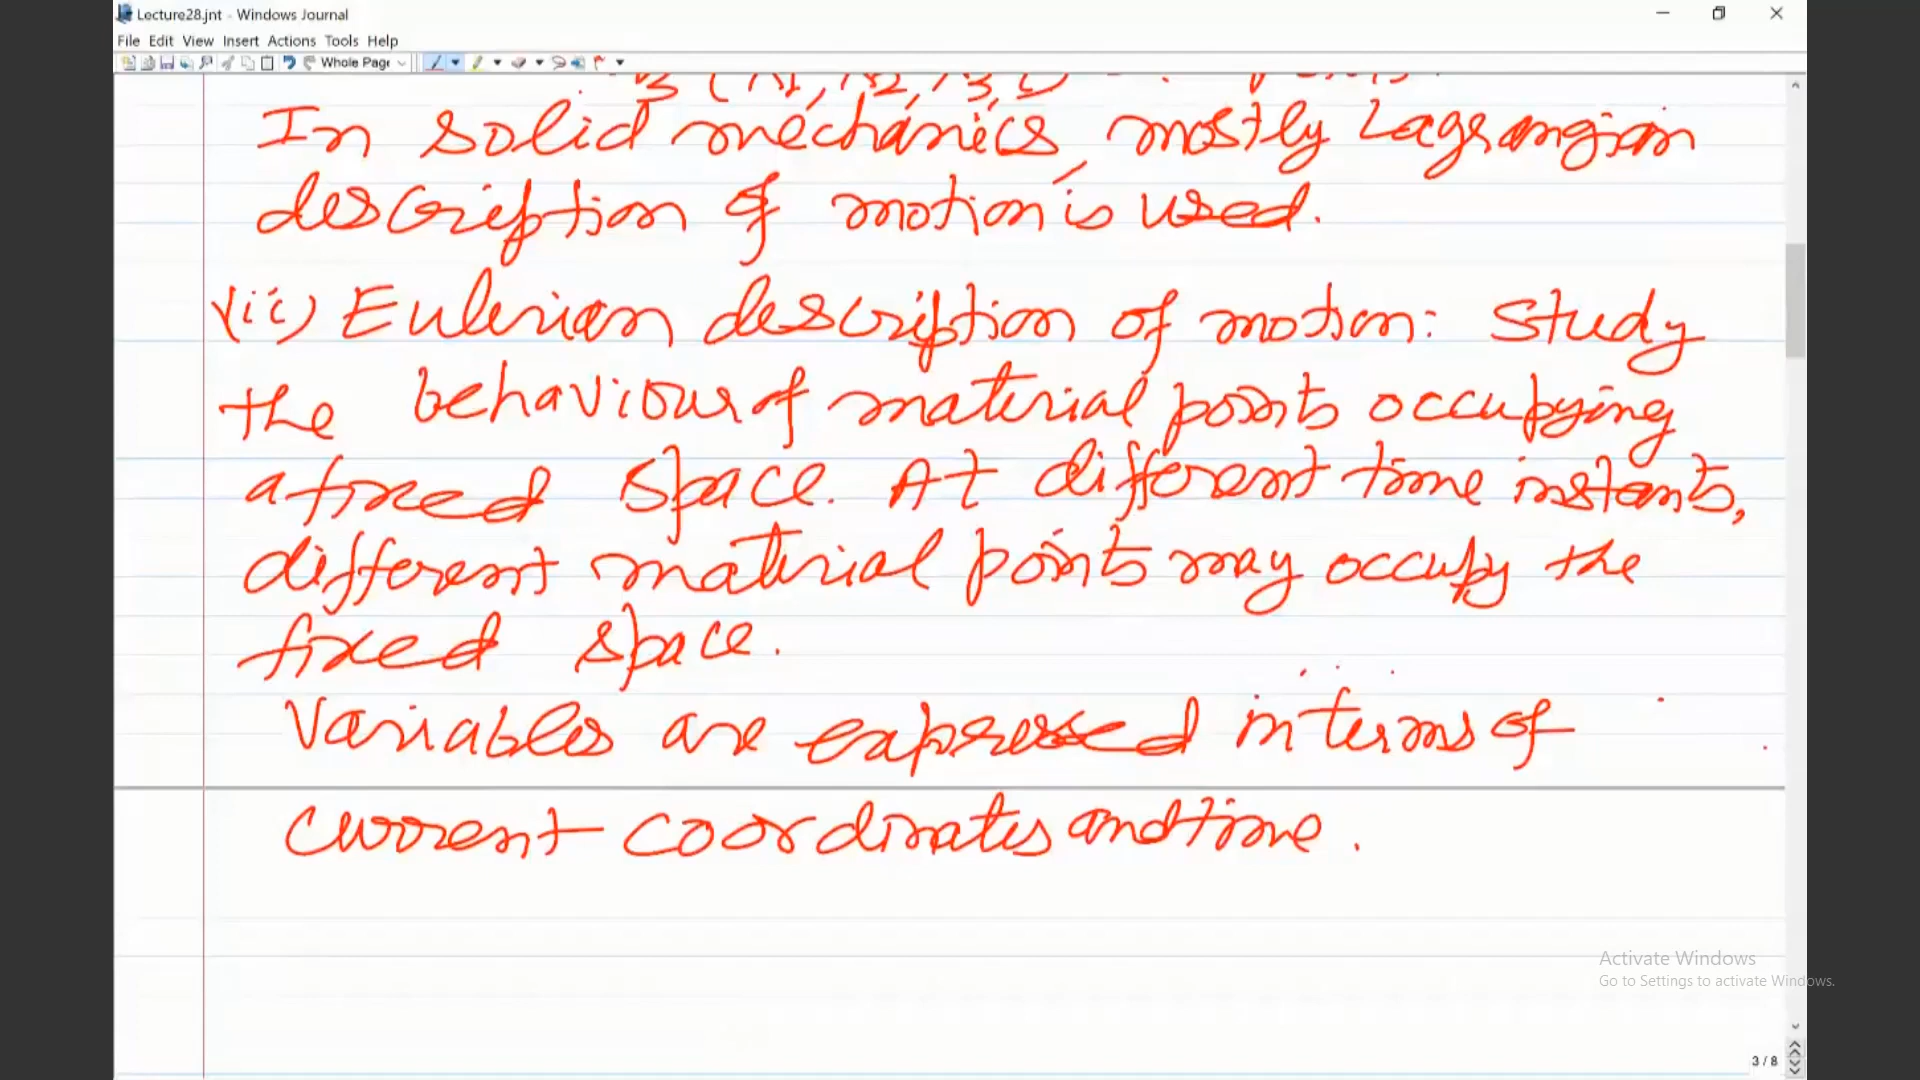 Lecture28.jnt - Windows Journal
File Edit View Insert Actions Tools Help
Whole Page
In solid mechanics, mostly Lagrangian
description of motion is used.
Eulerian description of motion: Study
the behaviour of material points occupying
a fixed space. At different time instants,
different material points may occupy the
fixed space.
Variables are expressed in terms of
current coordinates and time.
Activate Windows
Go to Settings to activate Windows.
3 / 8